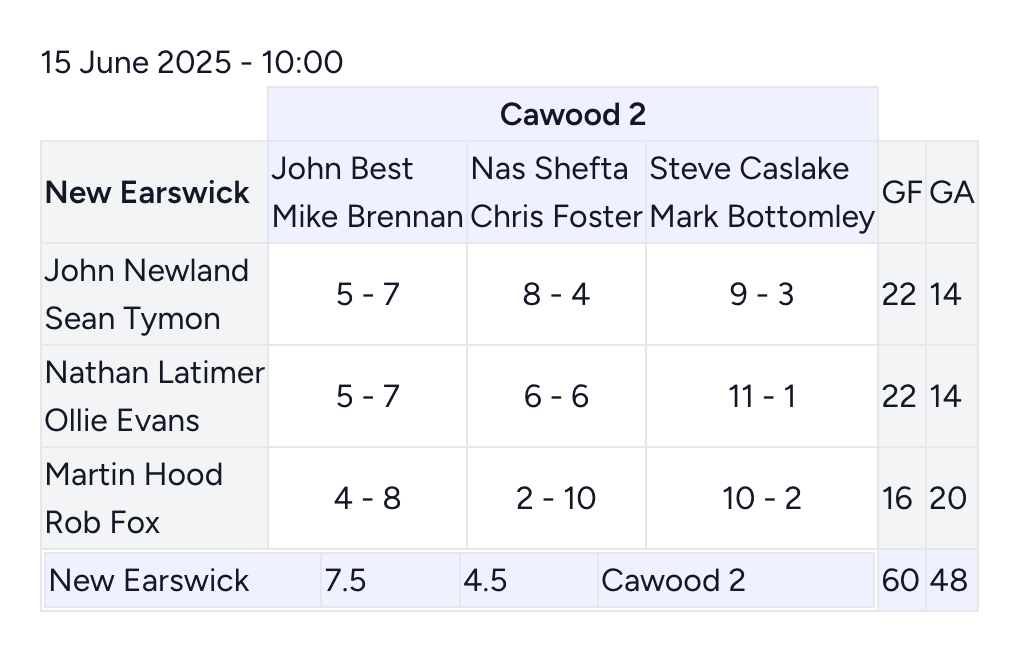 15 June 2025 - 10:00
Cawood 2
New Earswick
John Best
Mike Brennan
Nas Shefta
Chris Foster
Steve Caslake
Mark Bottomley
GF GA
John Newland
Sean Tymon
5 - 7 8 - 4 9 - 3 22 14
Nathan Latimer
Ollie Evans
5 - 7 6 - 6 11 - 1 22 14
Martin Hood
Rob Fox
4 - 8 2 - 10 10 - 2 16 20
New Earswick 7.5 4.5 Cawood 2 60 48